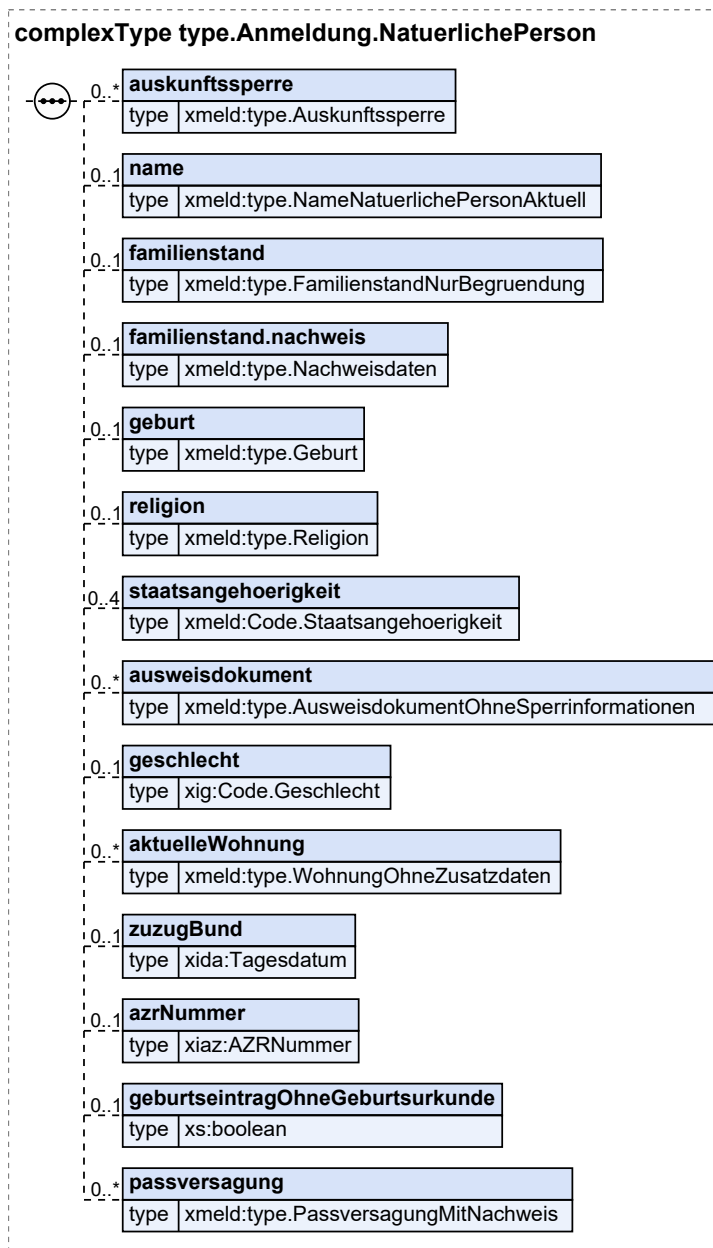 complexType type.Anmeldung.NatuerlichePerson
0..* auskunftssperre
type xmeld:type.Auskunftssperre
0..1 name
type xmeld:type.NameNatuerlichePersonAktuell
0..1 familienstand
type xmeld:type.FamilienstandNurBegruendung
0..1 familienstand.nachweis
type xmeld:type.Nachweisdaten
0..1 geburt
type xmeld:type.Geburt
0..1 religion
type xmeld:type.Religion
0..4 staatsangehoerigkeit
type xmeld:Code.Staatsangehoerigkeit
0..* ausweisdokument
type xmeld:type.AusweisdokumentOhneSperrinformationen
0..1 geschlecht
type xig:Code.Geschlecht
0..* aktuelleWohnung
type xmeld:type.WohnungOhneZusatzdaten
0..1 zuzugBund
type xida:Tagesdatum
0..1 azrNummer
type xiaz:AZRNummer
0..1 geburtseintragOhneGeburtsurkunde
type xs:boolean
0..* passversagung
type xmeld:type.PassversagungMitNachweis